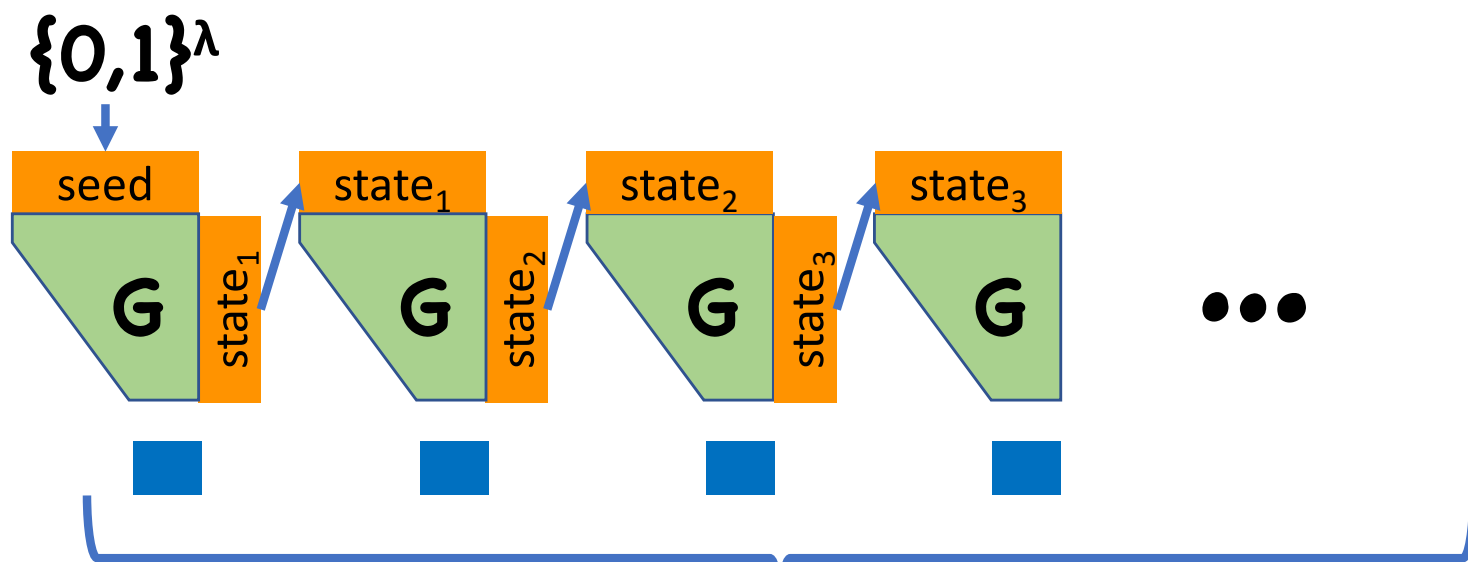 {0,1}^λ
seed
state₁
state₂
state₃
G
state₁
G
state₂
G
state₃
G
•••